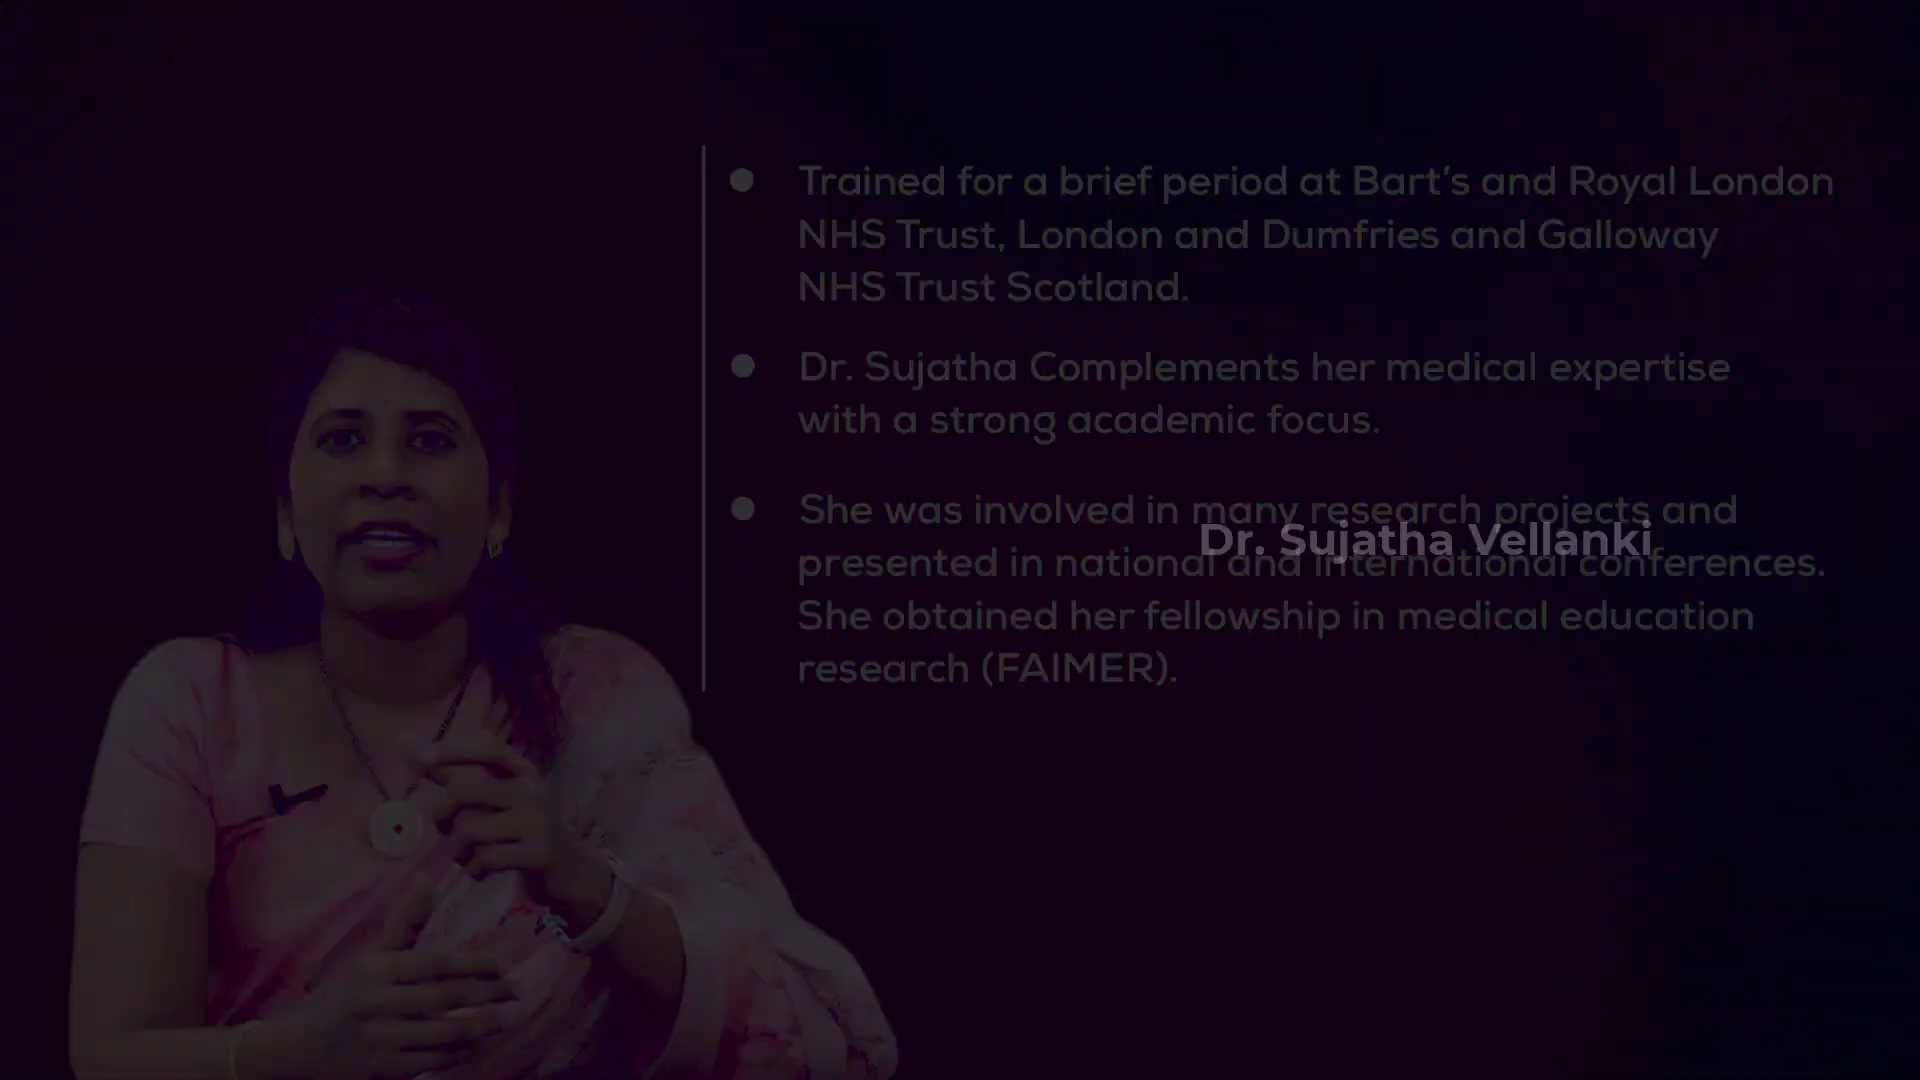 Trained for a brief period at Bart's and Royal London
NHS Trust, London and Dumfries and Galloway
NHS Trust Scotland.
Dr. Sujatha Complements her medical expertise
with a strong academic focus.
She was involved in many research projects and
Dr. Sujatha Vellanki
presented in national and international conferences.
She obtained her fellowship in medical education
research (FAIMER).